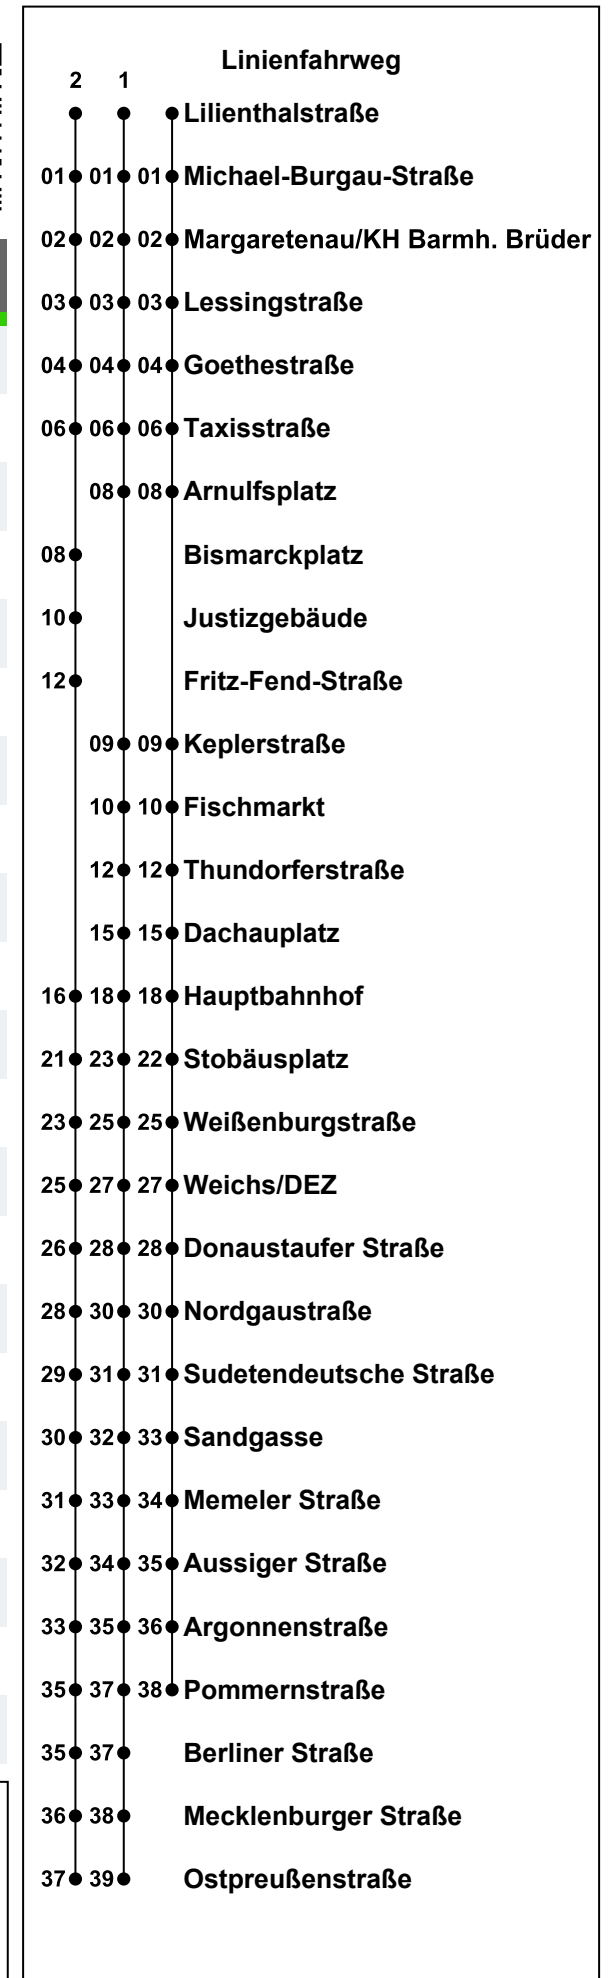 Linienfahrweg
2 1
Lilienthalstraße
01 01 01 Michael-Burgau-Straße
02 02 02 Margaretenau/KH Barmh. Brüder
03 03 03 Lessingstraße
04 04 04 Goethestraße
06 06 06 Taxisstraße
08 08 Arnulfsplatz
08 Bismarckplatz
10 Justizgebäude
12 Fritz-Fend-Straße
09 09 Keplerstraße
10 10 Fischmarkt
12 12 Thundorferstraße
15 15 Dachauplatz
16 18 18 Hauptbahnhof
21 23 22 Stobäusplatz
23 25 25 Weißenburgstraße
25 27 27 Weichs/DEZ
26 28 28 Donaustaufer Straße
28 30 30 Nordgaustraße
29 31 31 Sudetendeutsche Straße
30 32 33 Sandgasse
31 33 34 Memeler Straße
32 34 35 Aussiger Straße
33 35 36 Argonnenstraße
35 37 38 Pommernstraße
35 37 Berliner Straße
36 38 Mecklenburger Straße
37 39 Ostpreußenstraße